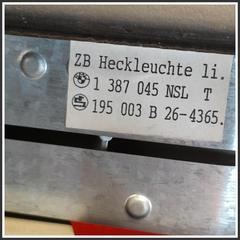 ZB Heckleuchte li.
1 387 045 NSL T
195 003 B 26-4365.